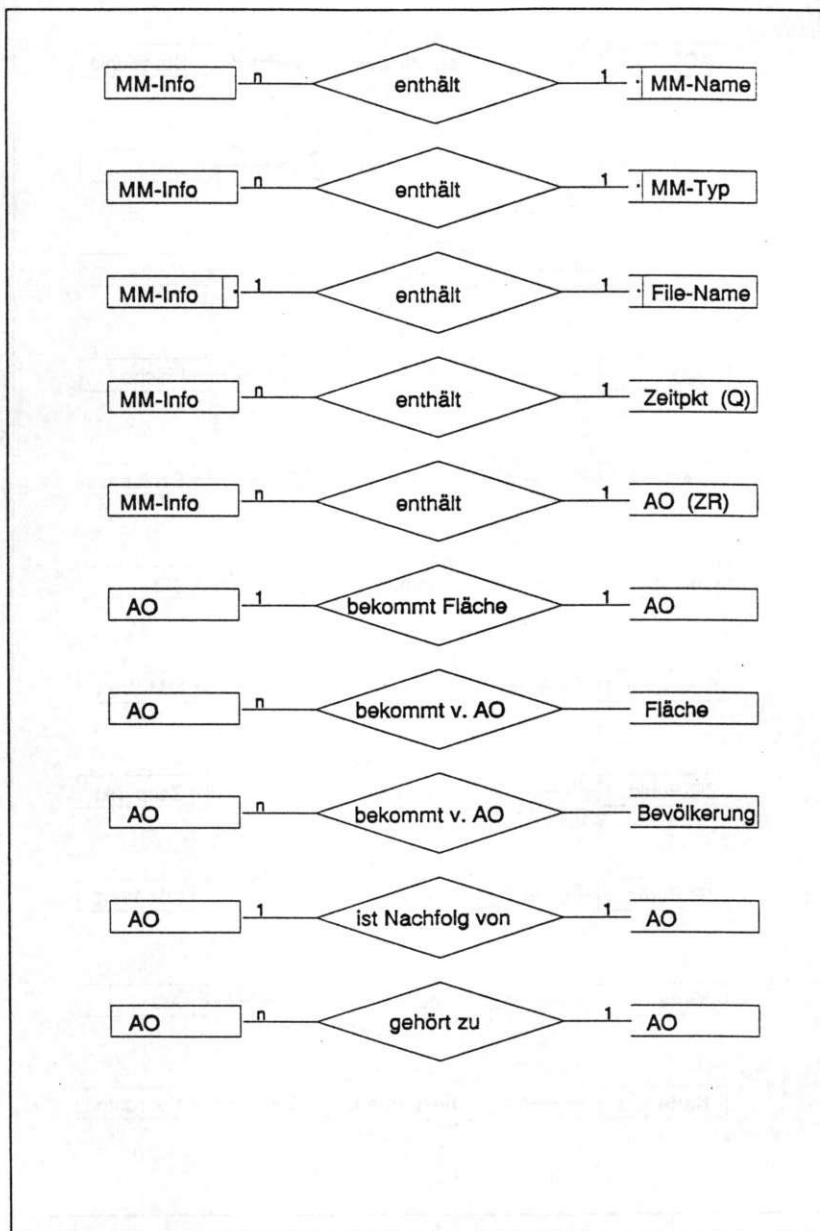 MM-Info n enthält 1 MM-Name
MM-Info n enthält 1 MM-Typ
MM-Info 1 enthält 1 File-Name
MM-Info n enthält 1 Zeitpkt (Q)
MM-Info n enthält 1 AO (ZR)
AO 1 bekommt Fläche 1 AO
AO n bekommt v. AO Fläche
AO n bekommt v. AO Bevölkerung
AO 1 ist Nachfolg von 1 AO
AO n gehört zu 1 AO